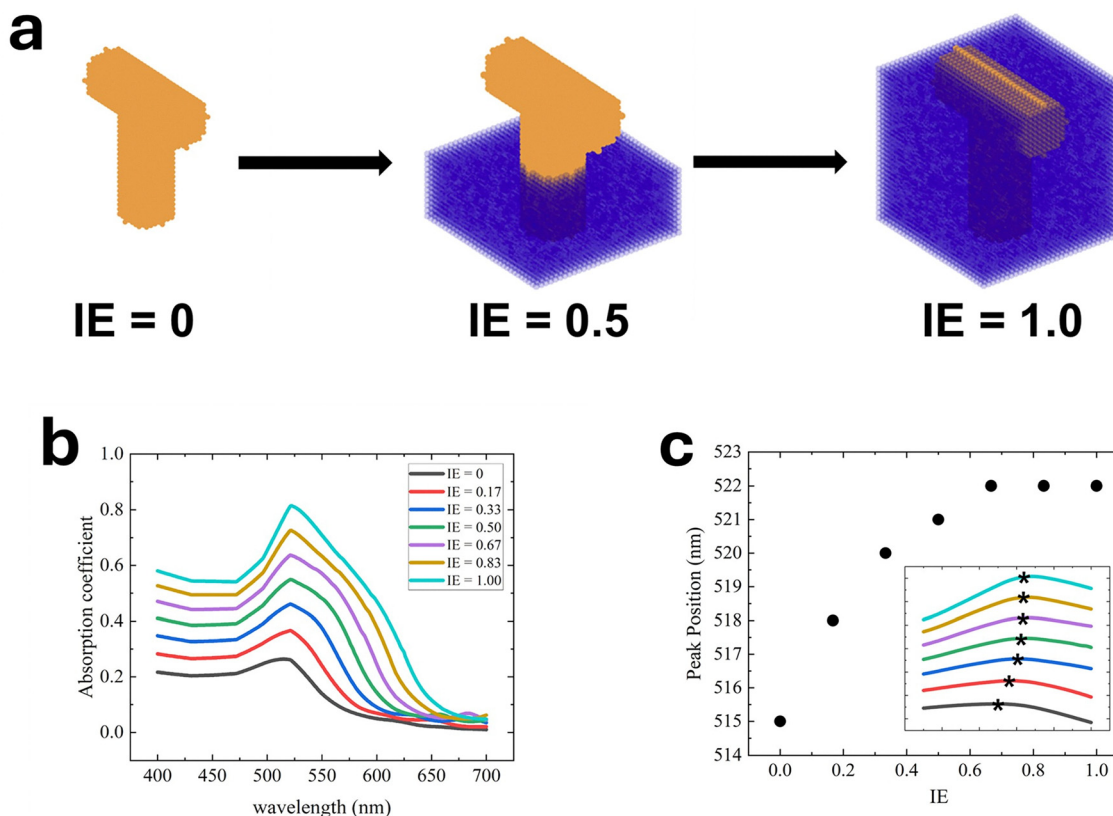 a
IE = 0
IE = 0.5
IE = 1.0
b
Absorption coefficient
1.0
0.8
0.6
0.4
0.2
0.0
IE = 0
IE = 0.17
IE = 0.33
IE = 0.50
IE = 0.67
IE = 0.83
IE = 1.00
400 450 500 550 600 650 700
wavelength (nm)
c
Peak Position (nm)
523
522
521
520
519
518
517
516
515
514
*
*
*
*
*
*
*
0.0 0.2 0.4 0.6 0.8 1.0
IE